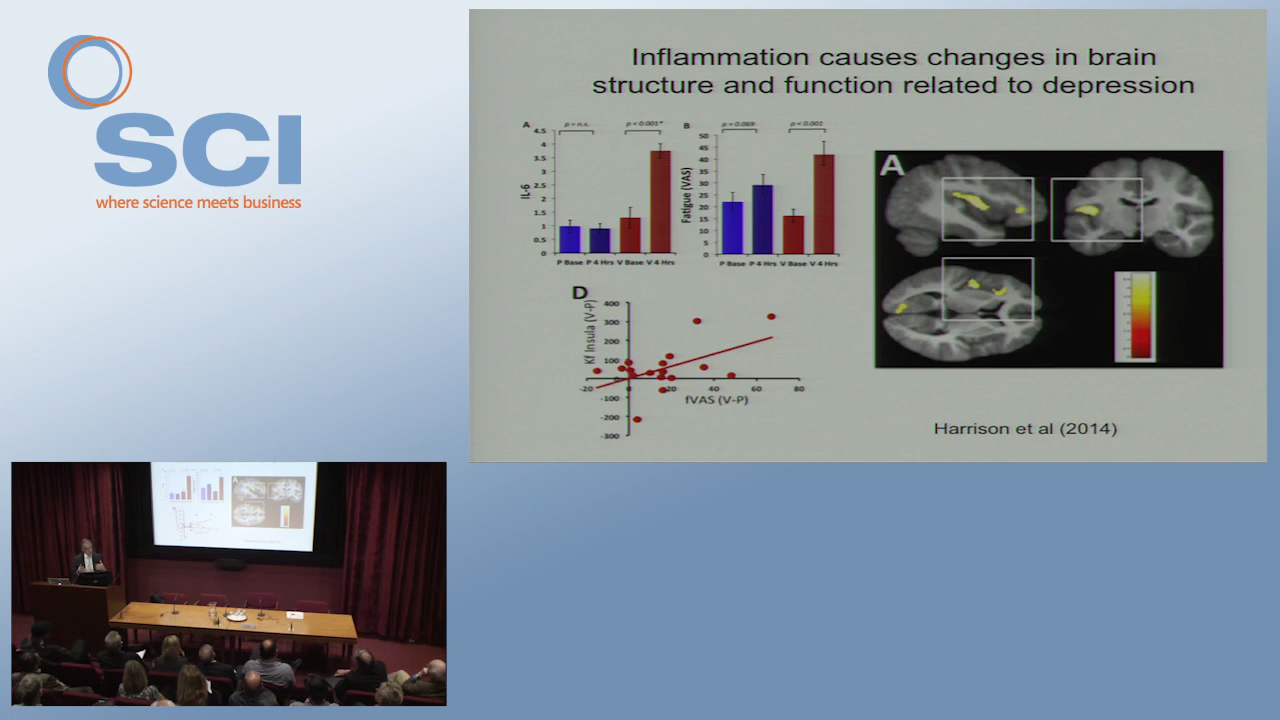 SCI
where science meets business
Inflammation causes changes in brain
structure and function related to depression
A
p = n.s.
p < 0.001*
4.5
4
3.5
3
2.5
2
1.5
1
0.5
0
IL-6
P Base P 4 Hrs V Base V 4 Hrs
B
p = 0.069
p < 0.001
50
45
40
35
30
25
20
15
10
5
0
Fatigue (VAS)
P Base P 4 Hrs V Base V 4 Hrs
A
D
400
300
200
100
0
-100
-200
-300
Kf Insula (V-P)
-20 0 20 40 60 80
fVAS (V-P)
Harrison et al (2014)